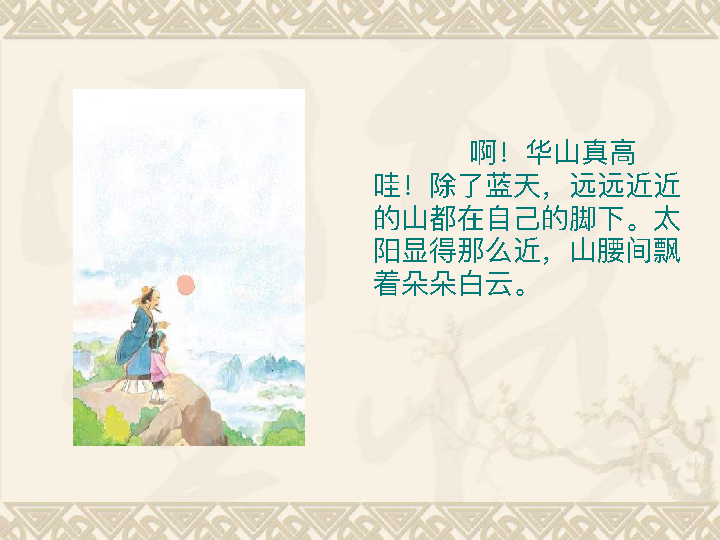 啊！华山真高
哇！除了蓝天，远远近近
的山都在自己的脚下。太
阳显得那么近，山腰间飘
着朵朵白云。